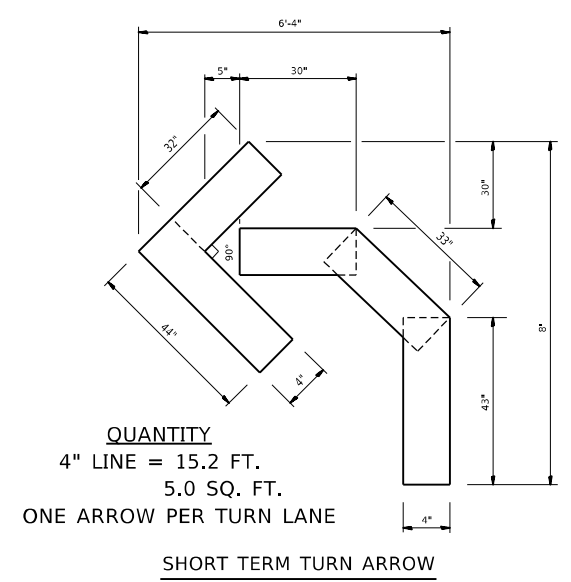 6'-4"
5"
30"
32"
30"
90°
33"
8'
44"
4"
43"
4"
QUANTITY
4" LINE = 15.2 FT.
5.0 SQ. FT.
ONE ARROW PER TURN LANE
SHORT TERM TURN ARROW